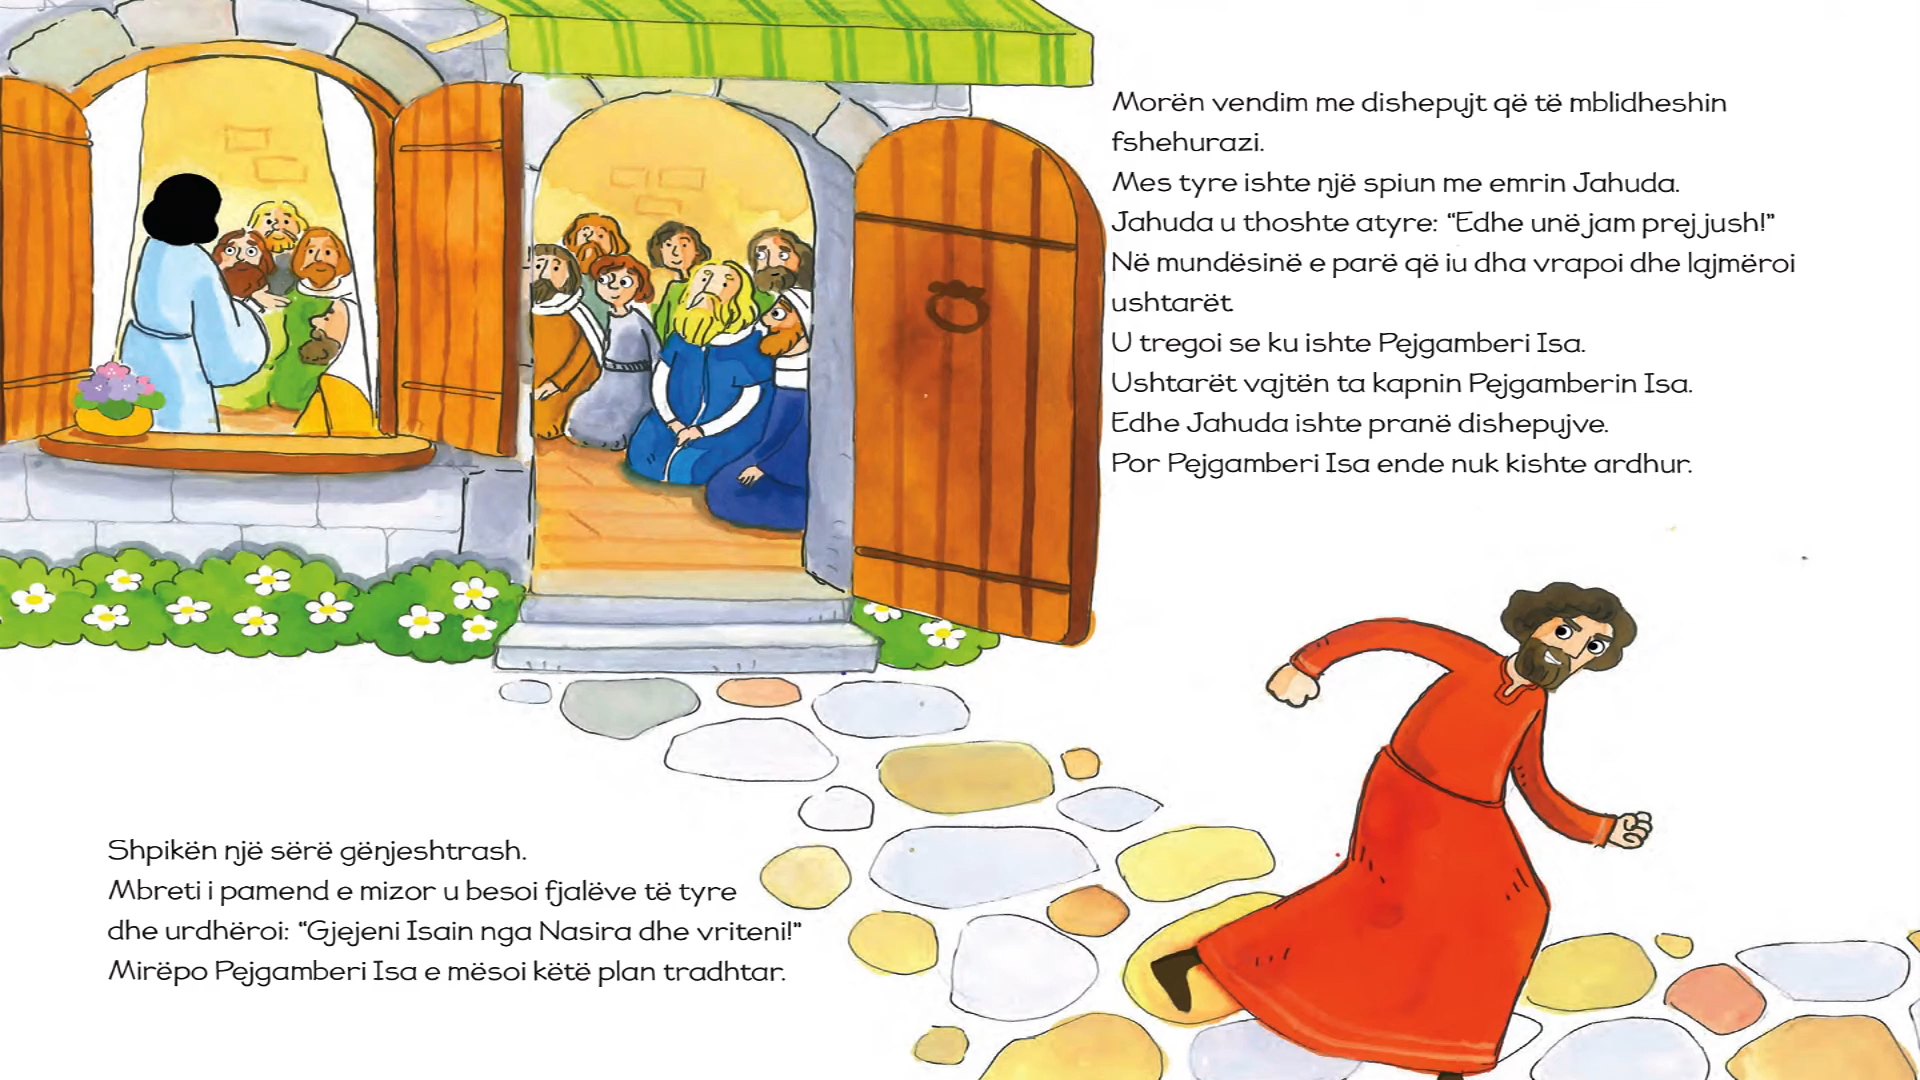 Shpikën një sërë gënjeshtrash.
Mbreti i pamend e mizor u besoi fjalëve të tyre
dhe urdhëroi: “Gjejeni Isain nga Nasira dhe vriteni!”
Mirëpo Pejgamberi Isa e mësoi këtë plan tradhtar.
Morën vendim me dishepujt që të mblidheshin
fshehurazi.
Mes tyre ishte një spiun me emrin Jahuda.
Jahuda u thoshte atyre: “Edhe unë jam prej jush!”
Në mundësinë e parë që iu dha vrapoi dhe lajmëroi
ushtarët.
U tregoi se ku ishte Pejgamberi Isa.
Ushtarët vajtën ta kapnin Pejgamberin Isa.
Edhe Jahuda ishte pranë dishepujve.
Por Pejgamberi Isa ende nuk kishte ardhur.